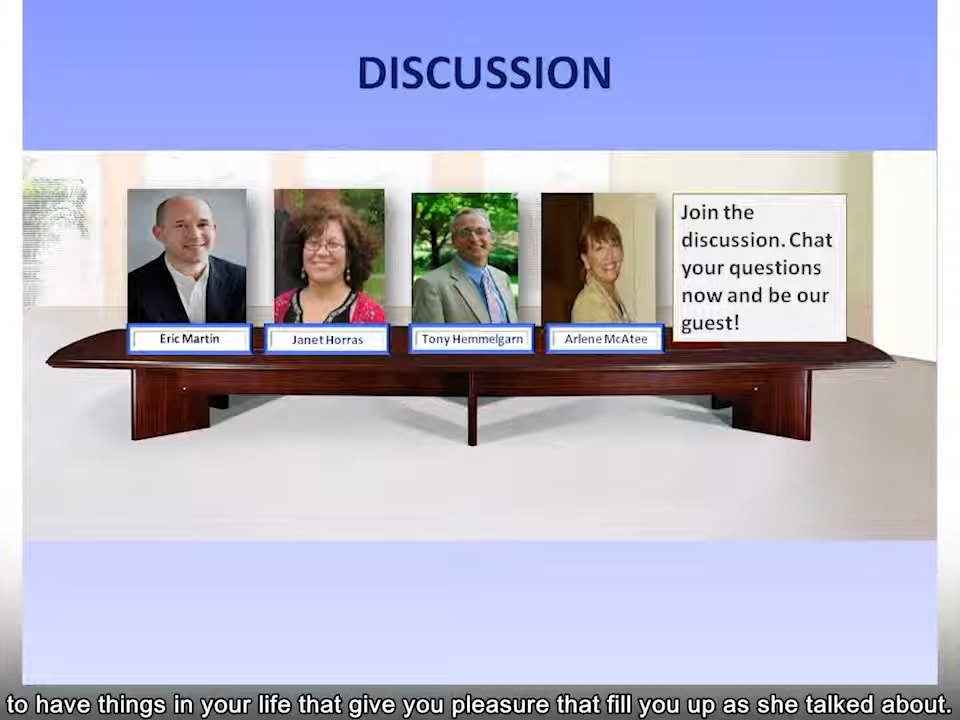 DISCUSSION
Join the
discussion. Chat
your questions
now and be our
guest!
Eric Martin
Janet Horras
Tony Hemmelgarn
Arlene McAtee
to have things in your life that give you pleasure that fill you up as she talked about.